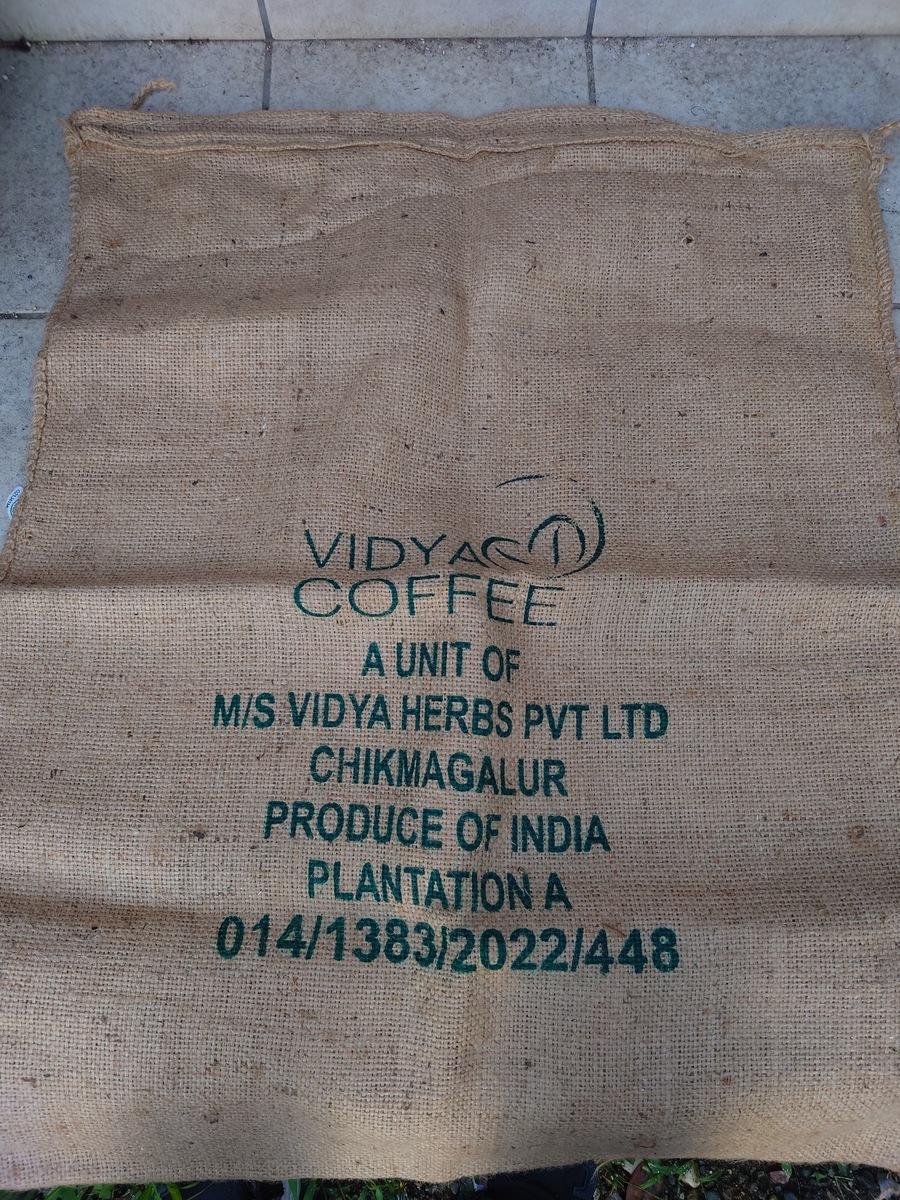 VIDYA
COFFEE
A UNIT OF
M/S VIDYA HERBS PVT LTD
CHIKMAGALUR
PRODUCE OF INDIA
PLANTATION A
014/1383/2022/448